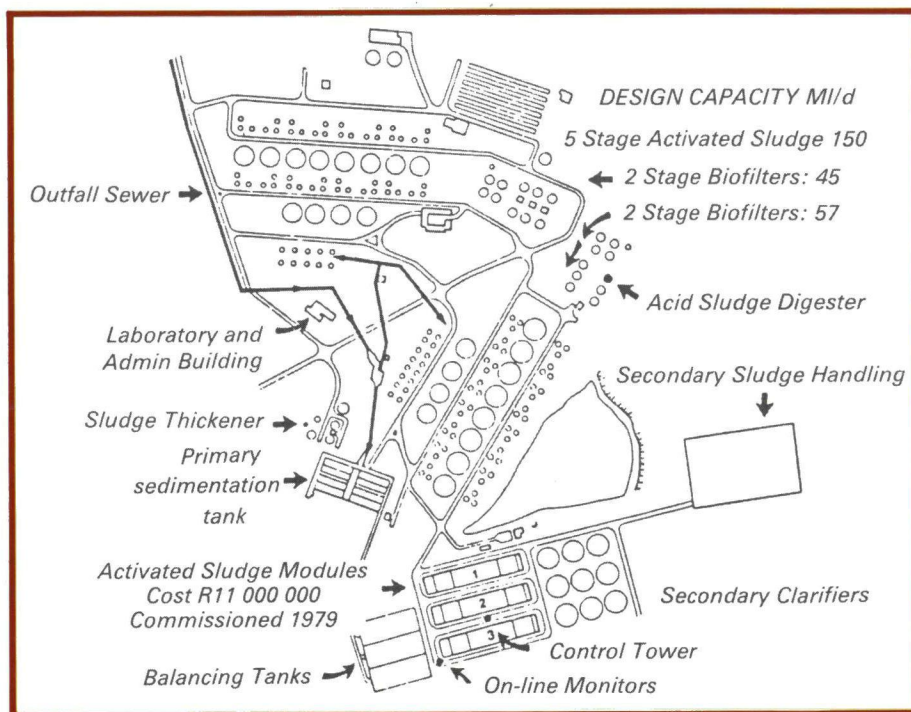 DESIGN CAPACITY Ml/d
5 Stage Activated Sludge 150
2 Stage Biofilters: 45
2 Stage Biofilters: 57
Outfall Sewer
Acid Sludge Digester
Laboratory and
Admin Building
Secondary Sludge Handling
Sludge Thickener
Primary
sedimentation
tank
Activated Sludge Modules
Cost R11 000 000
Commissioned 1979
1
2
3
Secondary Clarifiers
Control Tower
Balancing Tanks
On-line Monitors